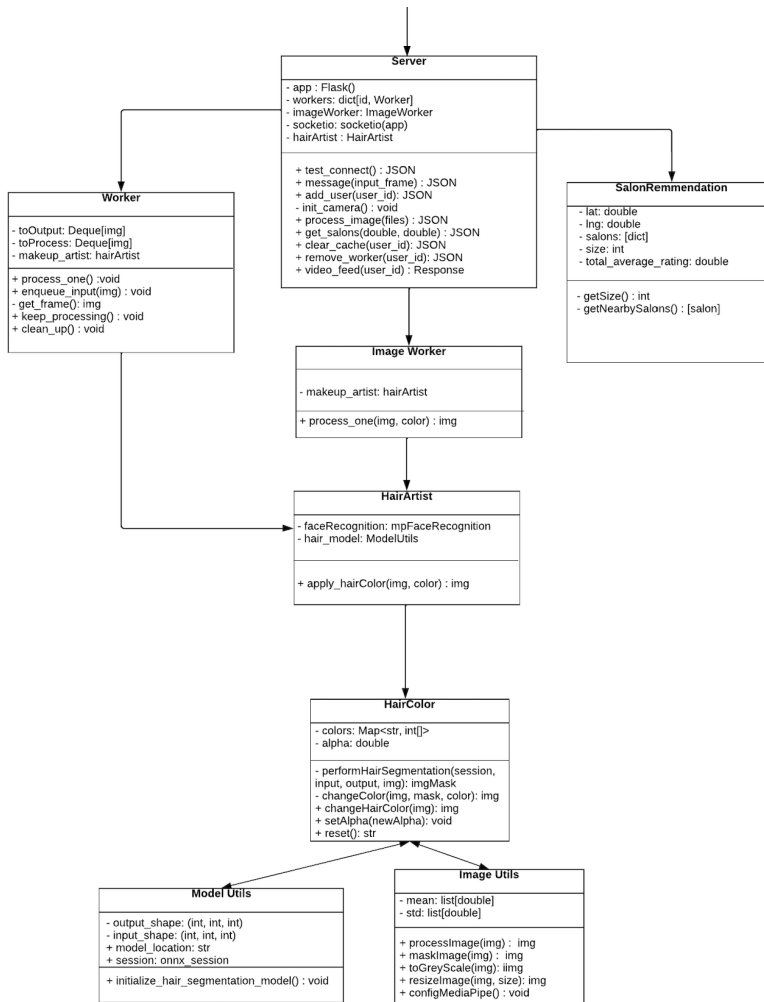 Server
- app : Flask()
- workers: dict[id, Worker]
- imageWorker: ImageWorker
- socketio: socketio(app)
- hairArtist : HairArtist
+ test_connect() : JSON
+ message(input_frame) : JSON
+ add_user(user_id) : JSON
- init_camera() : void
+ process_image(files) : JSON
+ get_salons(double, double) : JSON
+ clear_cache(user_id): JSON
+ remove_worker(user_id): JSON
+ video_feed(user_id) : Response
Worker
- toOutput: Deque[img]
- toProcess: Deque[img]
- makeup_artist: hairArtist
+ process_one() :void
+ enqueue_input(img) : void
- get_frame(): img
+ keep_processing() : void
+ clean_up() : void
SalonRemmendation
- lat: double
- lng: double
- salons: [dict]
- size: int
- total_average_rating: double
- getSize() : int
- getNearbySalons() : [salon]
Image Worker
- makeup_artist: hairArtist
+ process_one(img, color) : img
HairArtist
- faceRecognition: mpFaceRecognition
- hair_model: ModelUtils
+ apply_hairColor(img, color) : img
HairColor
- colors: Map<str, int[]>
- alpha: double
- performHairSegmentation(session,
input, output, img): imgMask
- changeColor(img, mask, color): img
+ changeHairColor(img): img
+ setAlpha(newAlpha): void
+ reset(): str
Model Utils
- output_shape: (int, int, int)
- input_shape: (int, int, int)
+ model_location: str
+ session: onnx_session
+ initialize_hair_segmentation_model() : void
Image Utils
- mean: list[double]
- std: list[double]
+ processImage(img) : img
+ maskImage(img) : img
+ toGreyScale(img): iimg
+ resizeImage(img, size): img
+ configMediaPipe() : void